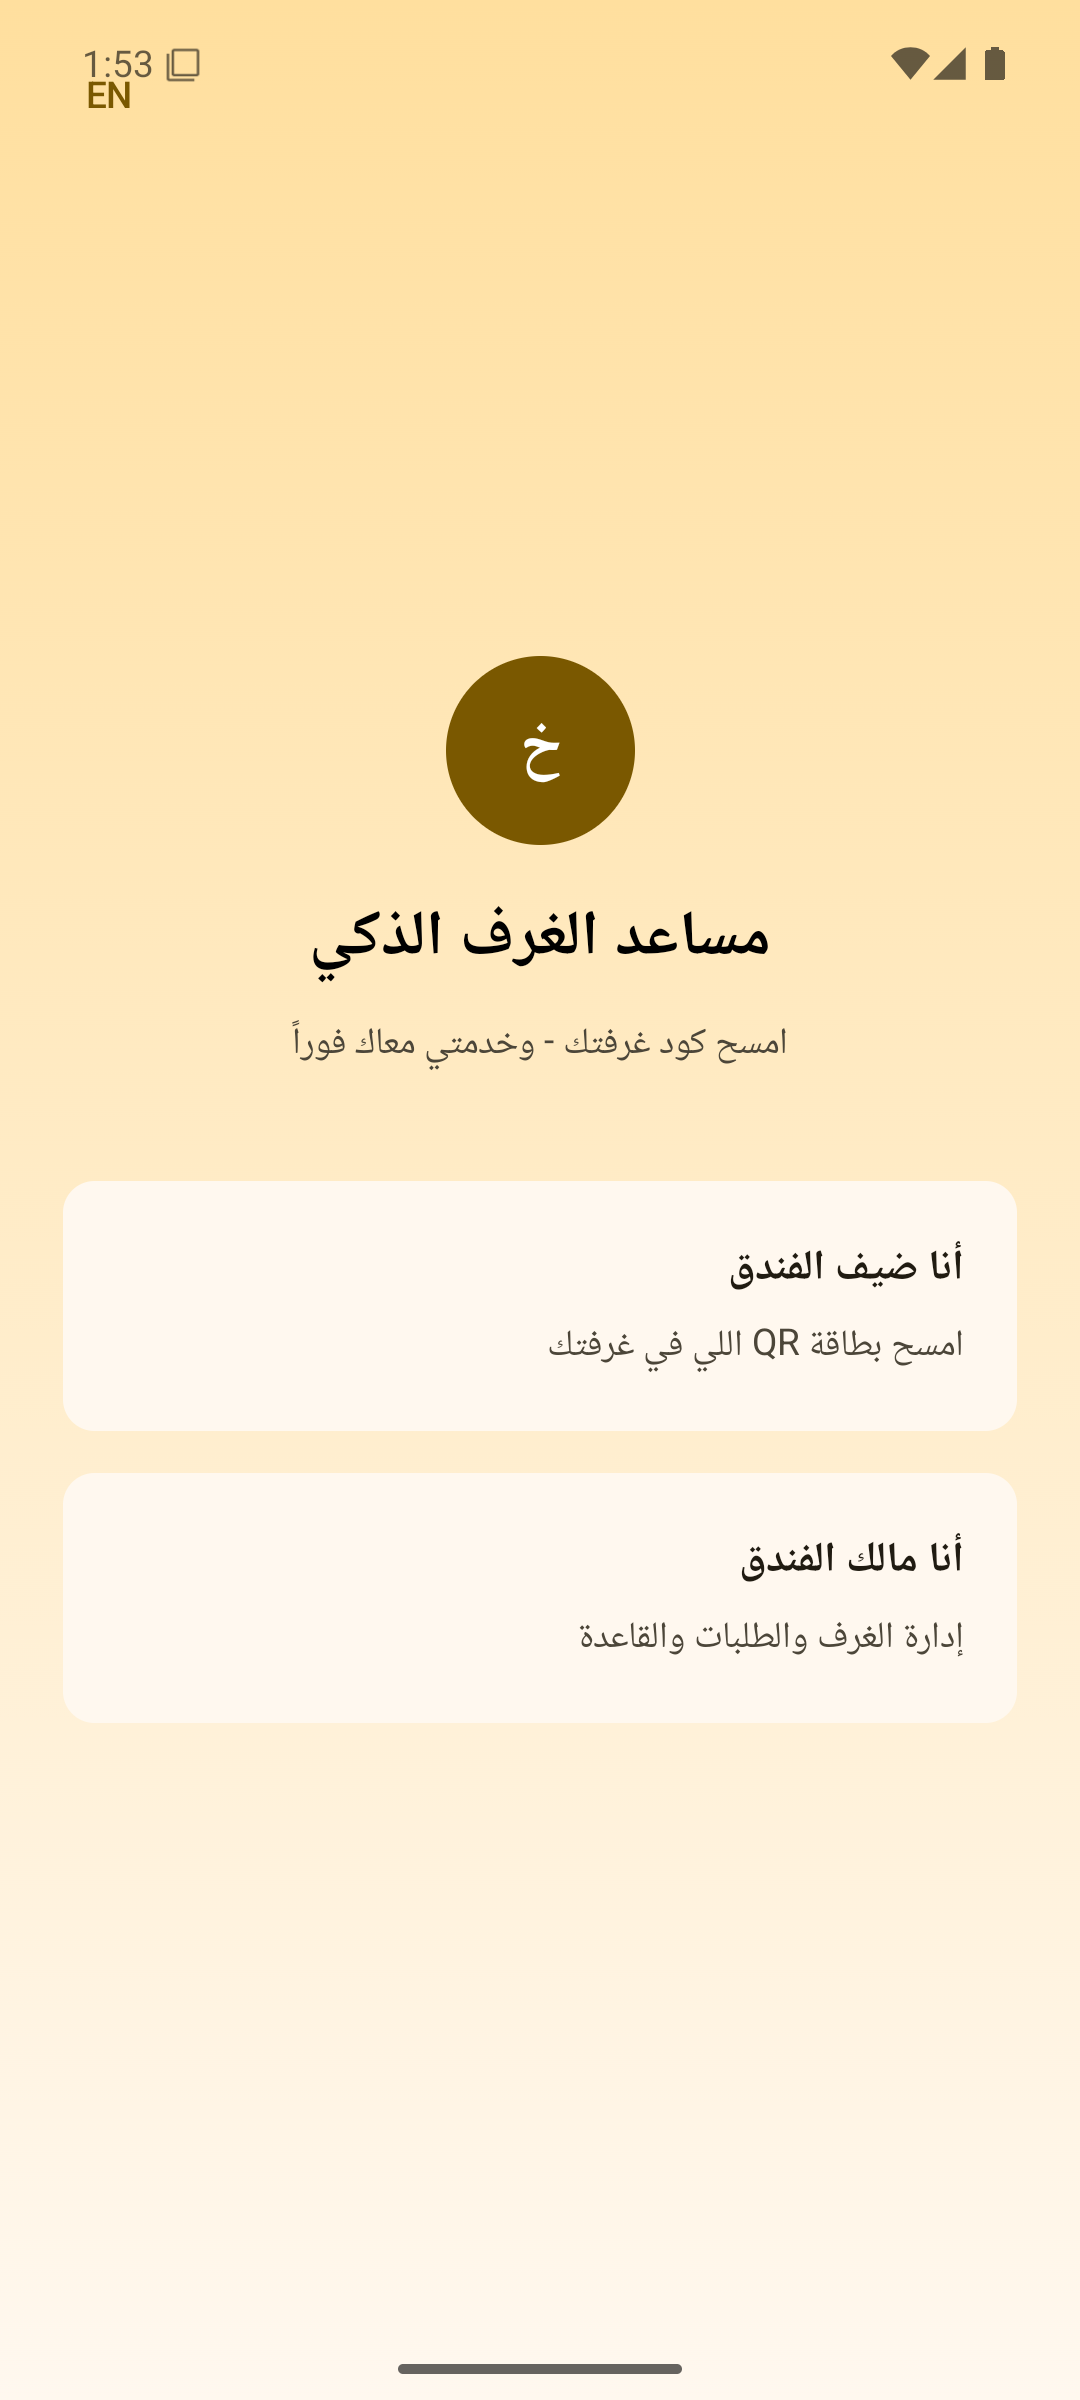 1:53
EN
خ
مساعد الغرف الذكي
امسح كود غرفتك - وخدمتي معاك فوراً
أنا ضيف الفندق
امسح بطاقة QR اللي في غرفتك
أنا مالك الفندق
إدارة الغرف والطلبات والقاعدة